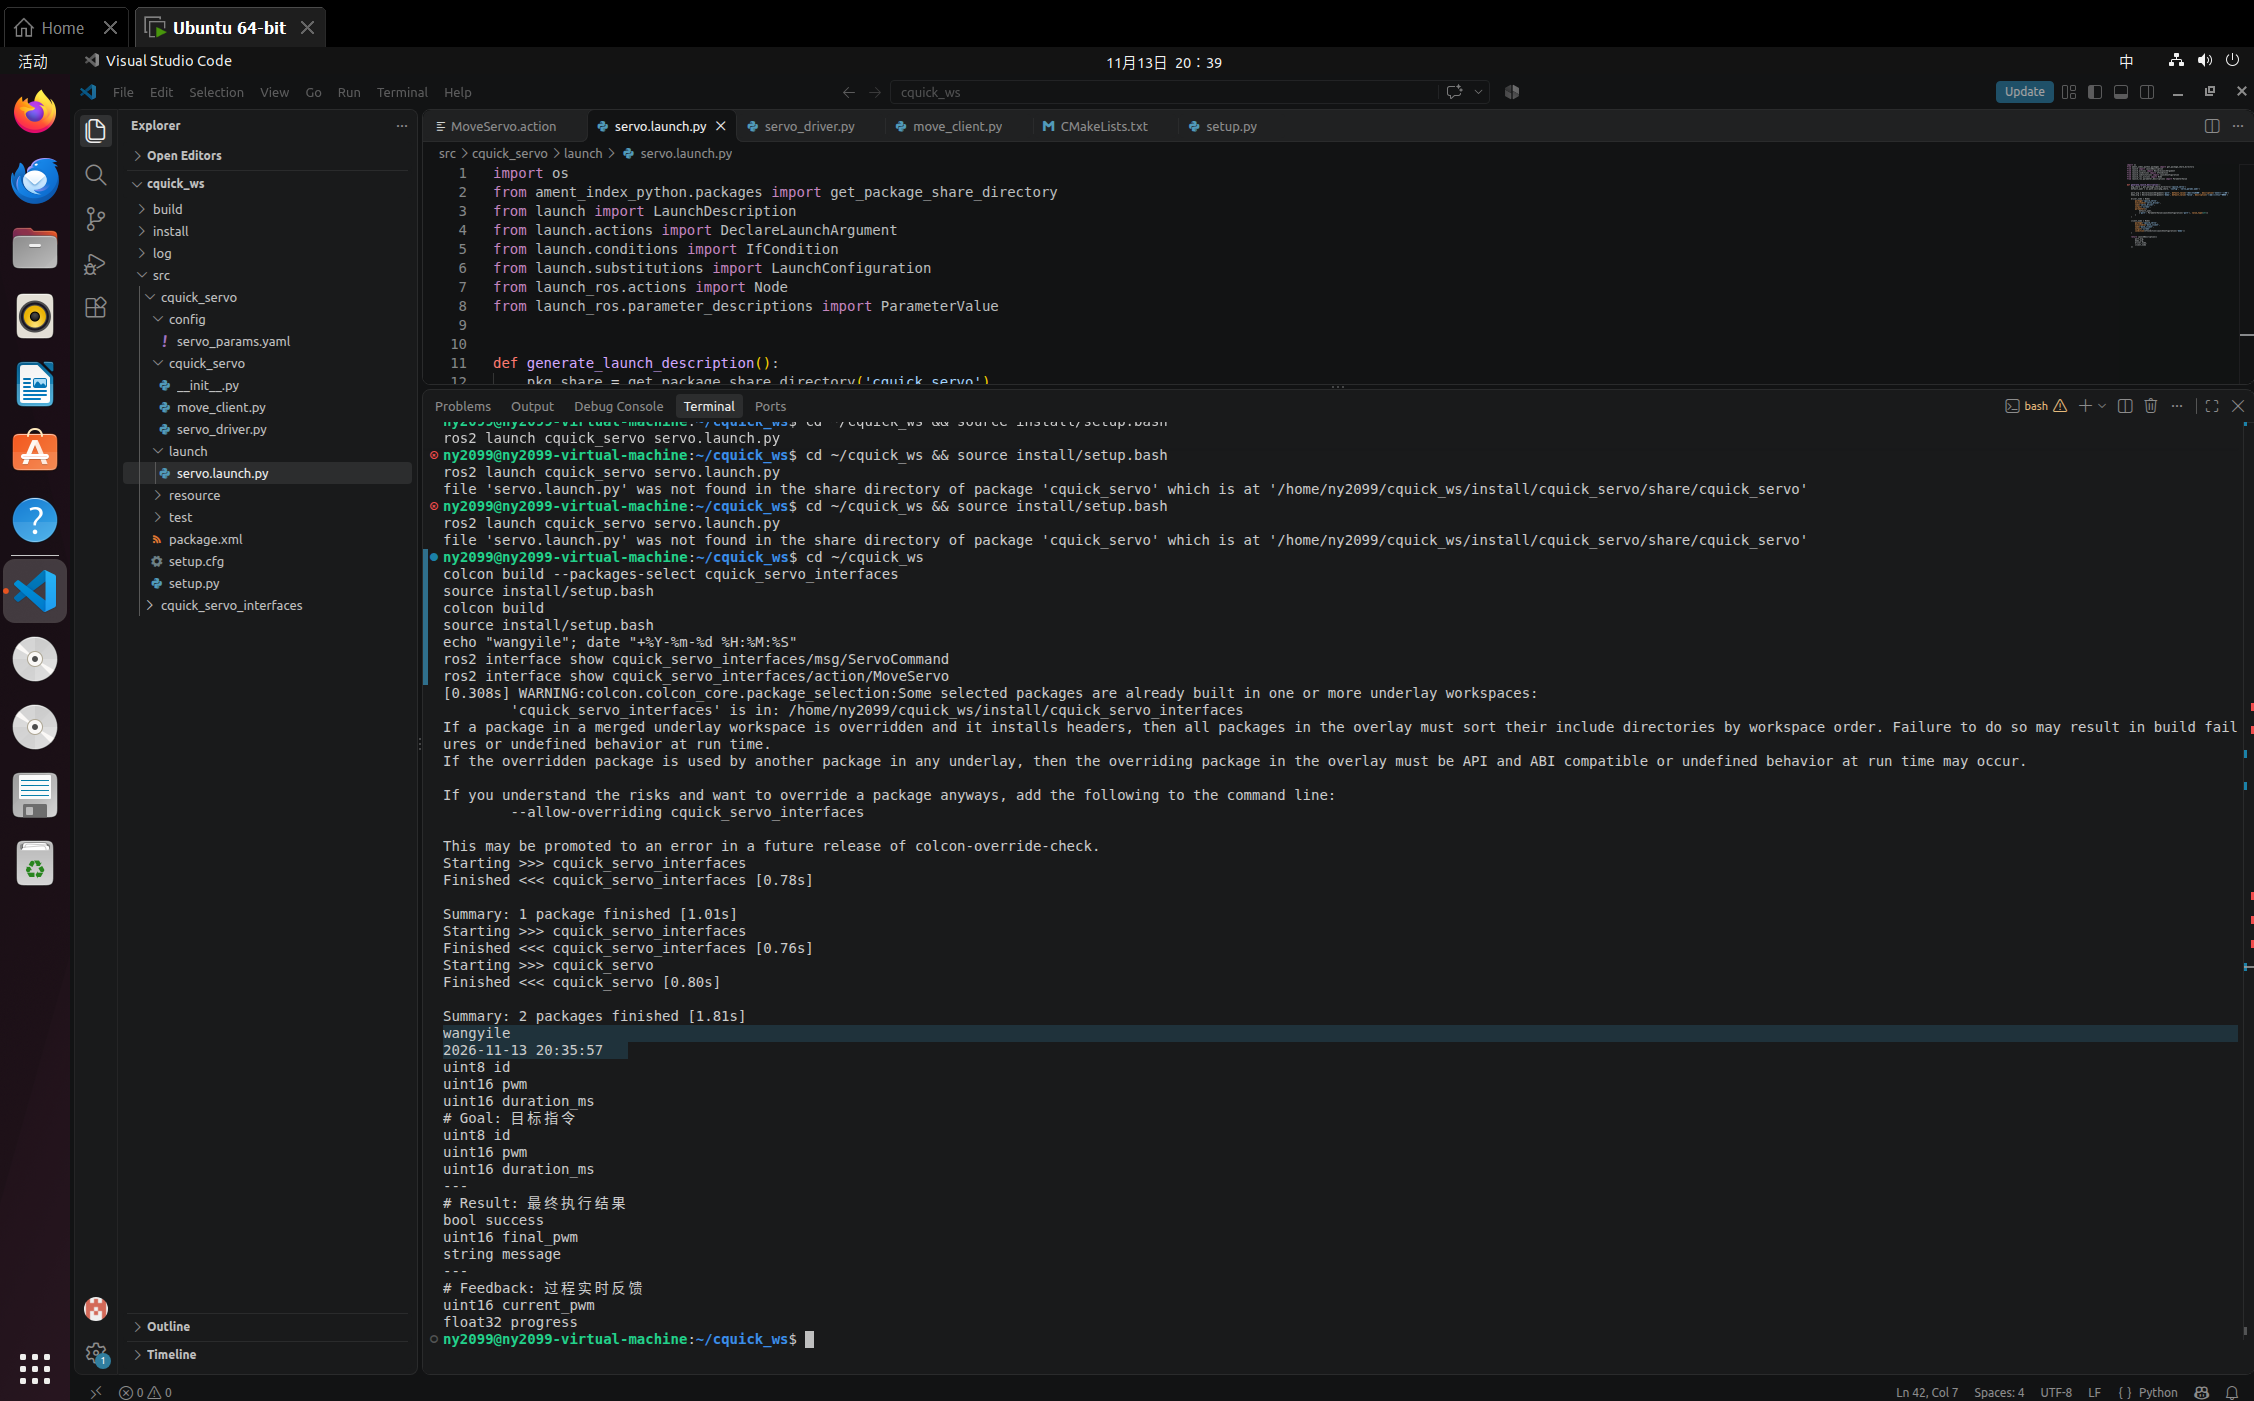 Home
Ubuntu 64-bit
活动
Visual Studio Code
11月13日 20：39
中
File Edit Selection View Go Run Terminal Help
cquick_ws
Update
Explorer
Open Editors
cquick_ws
build
install
log
src
cquick_servo
config
servo_params.yaml
cquick_servo
__init__.py
move_client.py
servo_driver.py
launch
servo.launch.py
resource
test
package.xml
setup.cfg
setup.py
cquick_servo_interfaces
Outline
Timeline
MoveServo.action servo.launch.py servo_driver.py move_client.py CMakeLists.txt setup.py
src > cquick_servo > launch > servo.launch.py
1 import os
2 from ament_index_python.packages import get_package_share_directory
3 from launch import LaunchDescription
4 from launch.actions import DeclareLaunchArgument
5 from launch.conditions import IfCondition
6 from launch.substitutions import LaunchConfiguration
7 from launch_ros.actions import Node
8 from launch_ros.parameter_descriptions import ParameterValue
9
10
11 def generate_launch_description():
12 pkg_share = get_package_share_directory('cquick_servo')
Problems Output Debug Console Terminal Ports
bash
ny2099@ny2099-virtual-machine:~/cquick_ws$ cd ~/cquick_ws && source install/setup.bash
ros2 launch cquick_servo servo.launch.py
ny2099@ny2099-virtual-machine:~/cquick_ws$ cd ~/cquick_ws && source install/setup.bash
ros2 launch cquick_servo servo.launch.py
file 'servo.launch.py' was not found in the share directory of package 'cquick_servo' which is at '/home/ny2099/cquick_ws/install/cquick_servo/share/cquick_servo'
ny2099@ny2099-virtual-machine:~/cquick_ws$ cd ~/cquick_ws && source install/setup.bash
ros2 launch cquick_servo servo.launch.py
file 'servo.launch.py' was not found in the share directory of package 'cquick_servo' which is at '/home/ny2099/cquick_ws/install/cquick_servo/share/cquick_servo'
ny2099@ny2099-virtual-machine:~/cquick_ws$ cd ~/cquick_ws
colcon build --packages-select cquick_servo_interfaces
source install/setup.bash
colcon build
source install/setup.bash
echo "wangyile"; date "+%Y-%m-%d %H:%M:%S"
ros2 interface show cquick_servo_interfaces/msg/ServoCommand
ros2 interface show cquick_servo_interfaces/action/MoveServo
[0.308s] WARNING:colcon.colcon_core.package_selection:Some selected packages are already built in one or more underlay workspaces:
'cquick_servo_interfaces' is in: /home/ny2099/cquick_ws/install/cquick_servo_interfaces
If a package in a merged underlay workspace is overridden and it installs headers, then all packages in the overlay must sort their include directories by workspace order. Failure to do so may result in build fail
ures or undefined behavior at run time.
If the overridden package is used by another package in any underlay, then the overriding package in the overlay must be API and ABI compatible or undefined behavior at run time may occur.
If you understand the risks and want to override a package anyways, add the following to the command line:
--allow-overriding cquick_servo_interfaces
This may be promoted to an error in a future release of colcon-override-check.
Starting >>> cquick_servo_interfaces
Finished <<< cquick_servo_interfaces [0.78s]
Summary: 1 package finished [1.01s]
Starting >>> cquick_servo_interfaces
Finished <<< cquick_servo_interfaces [0.76s]
Starting >>> cquick_servo
Finished <<< cquick_servo [0.80s]
Summary: 2 packages finished [1.81s]
wangyile
2026-11-13 20:35:57
uint8 id
uint16 pwm
uint16 duration_ms
# Goal: 目标指令
uint8 id
uint16 pwm
uint16 duration_ms
---
# Result: 最终执行结果
bool success
uint16 final_pwm
string message
---
# Feedback: 过程实时反馈
uint16 current_pwm
float32 progress
ny2099@ny2099-virtual-machine:~/cquick_ws$
1
0 0
Ln 42, Col 7 Spaces: 4 UTF-8 LF { } Python